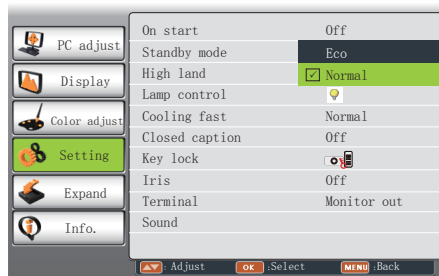 PC adjust
Display
Color adjust
Setting
Expand
Info.
On start Off
Standby mode Eco
High land Normal
Lamp control
Cooling fast Normal
Closed caption Off
Key lock
Iris Off
Terminal Monitor out
Sound
: Adjust OK :Select MENU :Back